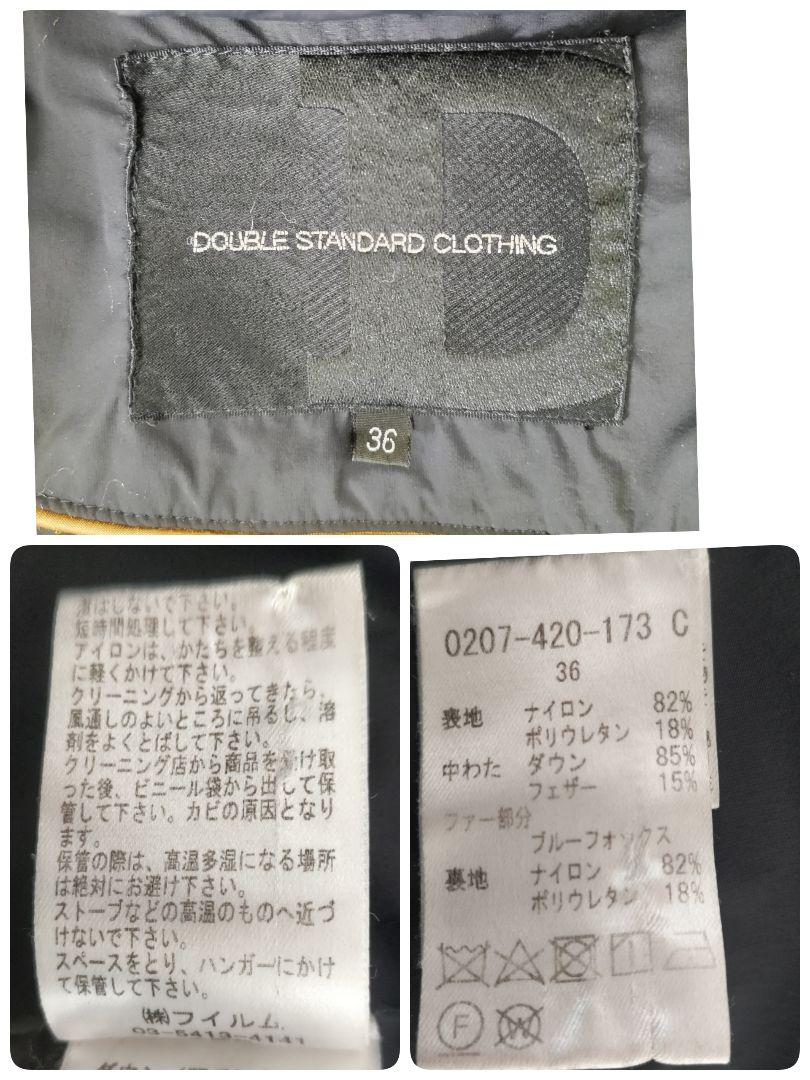 DOUBLE STANDARD CLOTHING
36
短時間処理して下さい。
アイロンは、かたちを整える程度
に軽くかけて下さい。
クリーニングから返ってきたら、
風通しのよいところに吊るし、溶
剤をよくとばして下さい。
クリーニング店から商品を受け取
った後、ビニール袋から出して保
管して下さい。カビの原因となり
ます。
保管の際は、高温多湿になる場所
は絶対にお避け下さい。
ストーブなどの高温のものへ近づ
けないで下さい。
スペースをとり、ハンガーにかけ
て保管して下さい。
㈱フイルム
03-5413-4141
0207-420-173 C
36
表地 ナイロン 82%
ポリウレタン 18%
中わた ダウン 85%
フェザー 15%
ファー部分
ブルーフォックス
裏地 ナイロン 82%
ポリウレタン 18%
F W